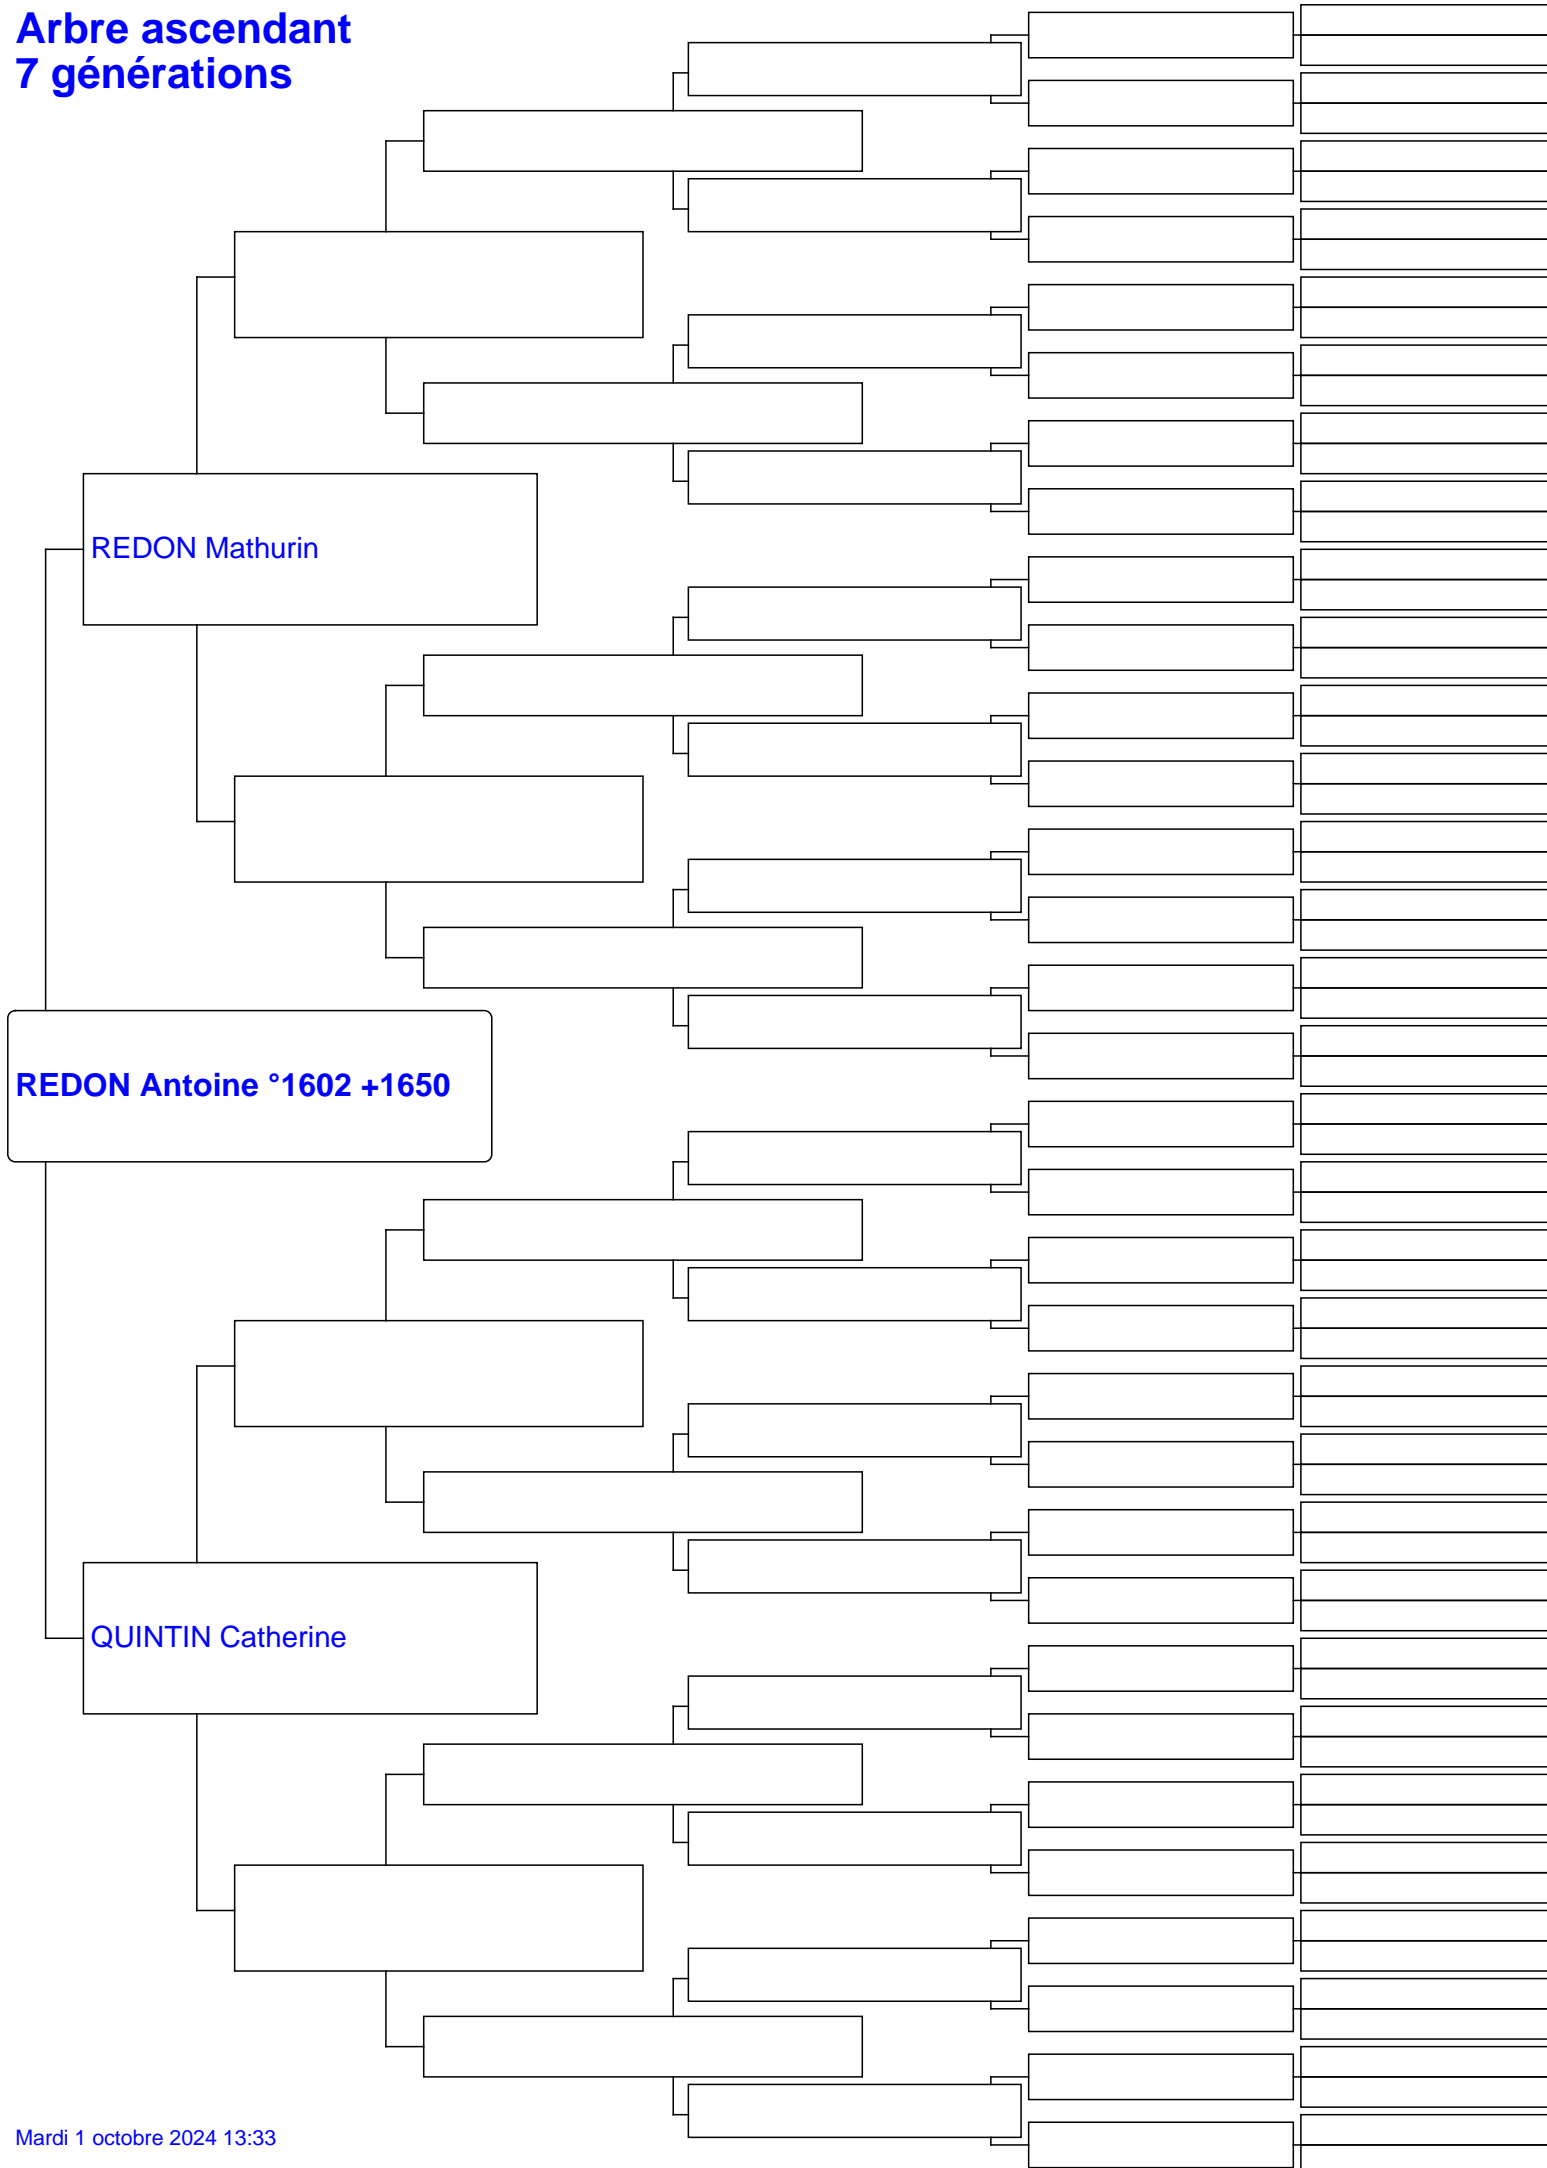 Arbre ascendant
7 générations
REDON Mathurin
REDON Antoine °1602 +1650
QUINTIN Catherine
Mardi 1 octobre 2024 13:33